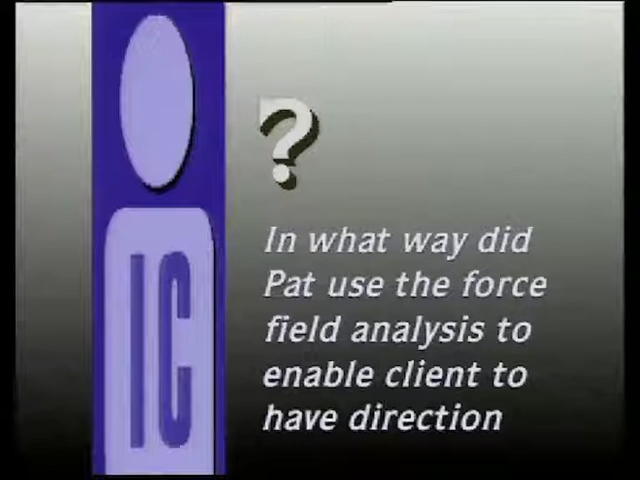 ?
In what way did
Pat use the force
field analysis to
enable client to
have direction
IC